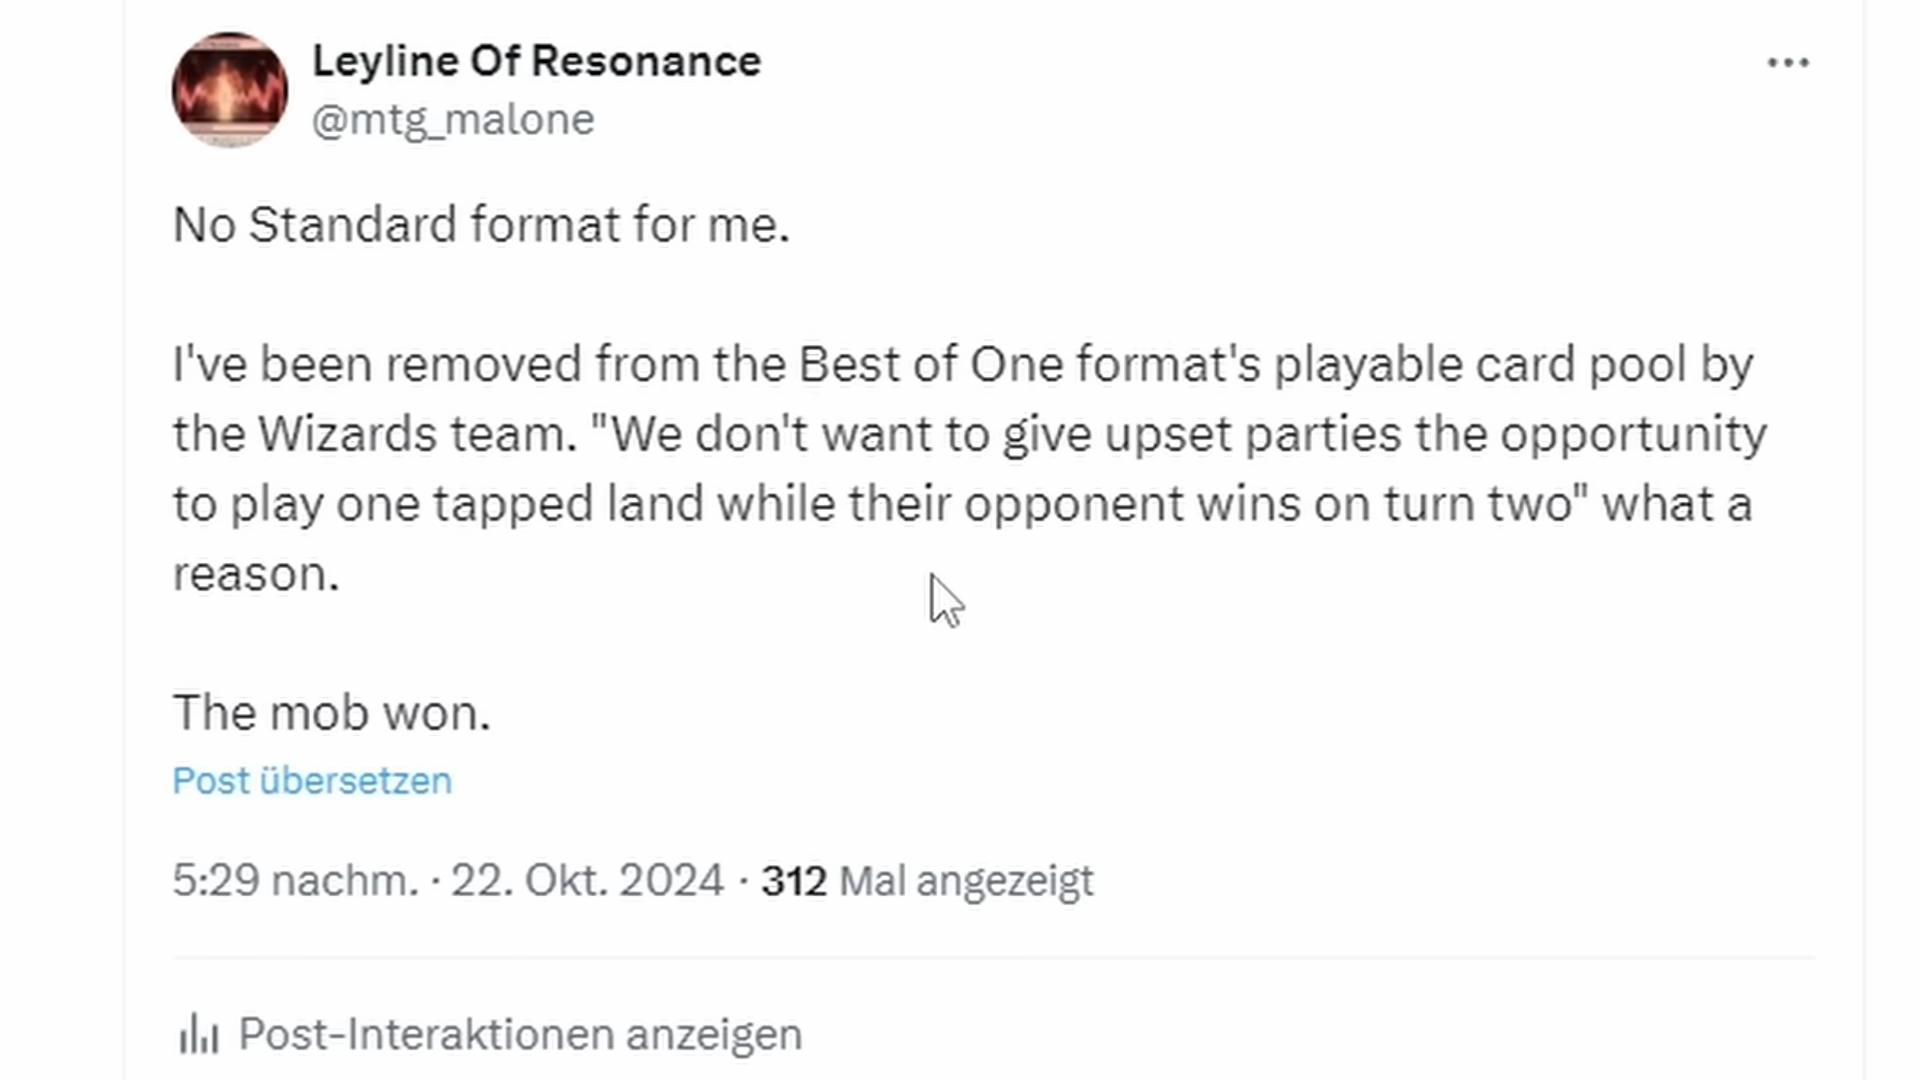 Leyline Of Resonance
@mtg_malone
No Standard format for me.
I've been removed from the Best of One format's playable card pool by
the Wizards team. "We don't want to give upset parties the opportunity
to play one tapped land while their opponent wins on turn two" what a
reason.
The mob won.
Post übersetzen
5:29 nachm. · 22. Okt. 2024 · 312 Mal angezeigt
Post-Interaktionen anzeigen